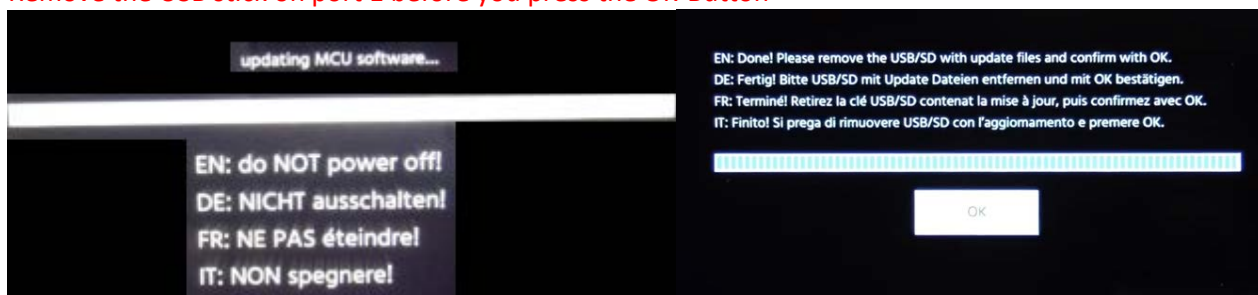 Remove the USB stick on port before you press the OK Button
updating MCU software...
EN: do NOT power off!
DE: NICHT ausschalten!
FR: NE PAS éteindre!
IT: NON spegnere!
EN: Done! Please remove the USB/SD with update files and confirm with OK.
DE: Fertig! Bitte USB/SD mit Update Dateien entfernen und mit OK bestätigen.
FR: Terminé! Retirez la clé USB/SD contenat la mise à jour, puis confirmez avec OK.
IT: Finito! Si prega di rimuovere USB/SD con l'aggiomamento e premere OK.
OK